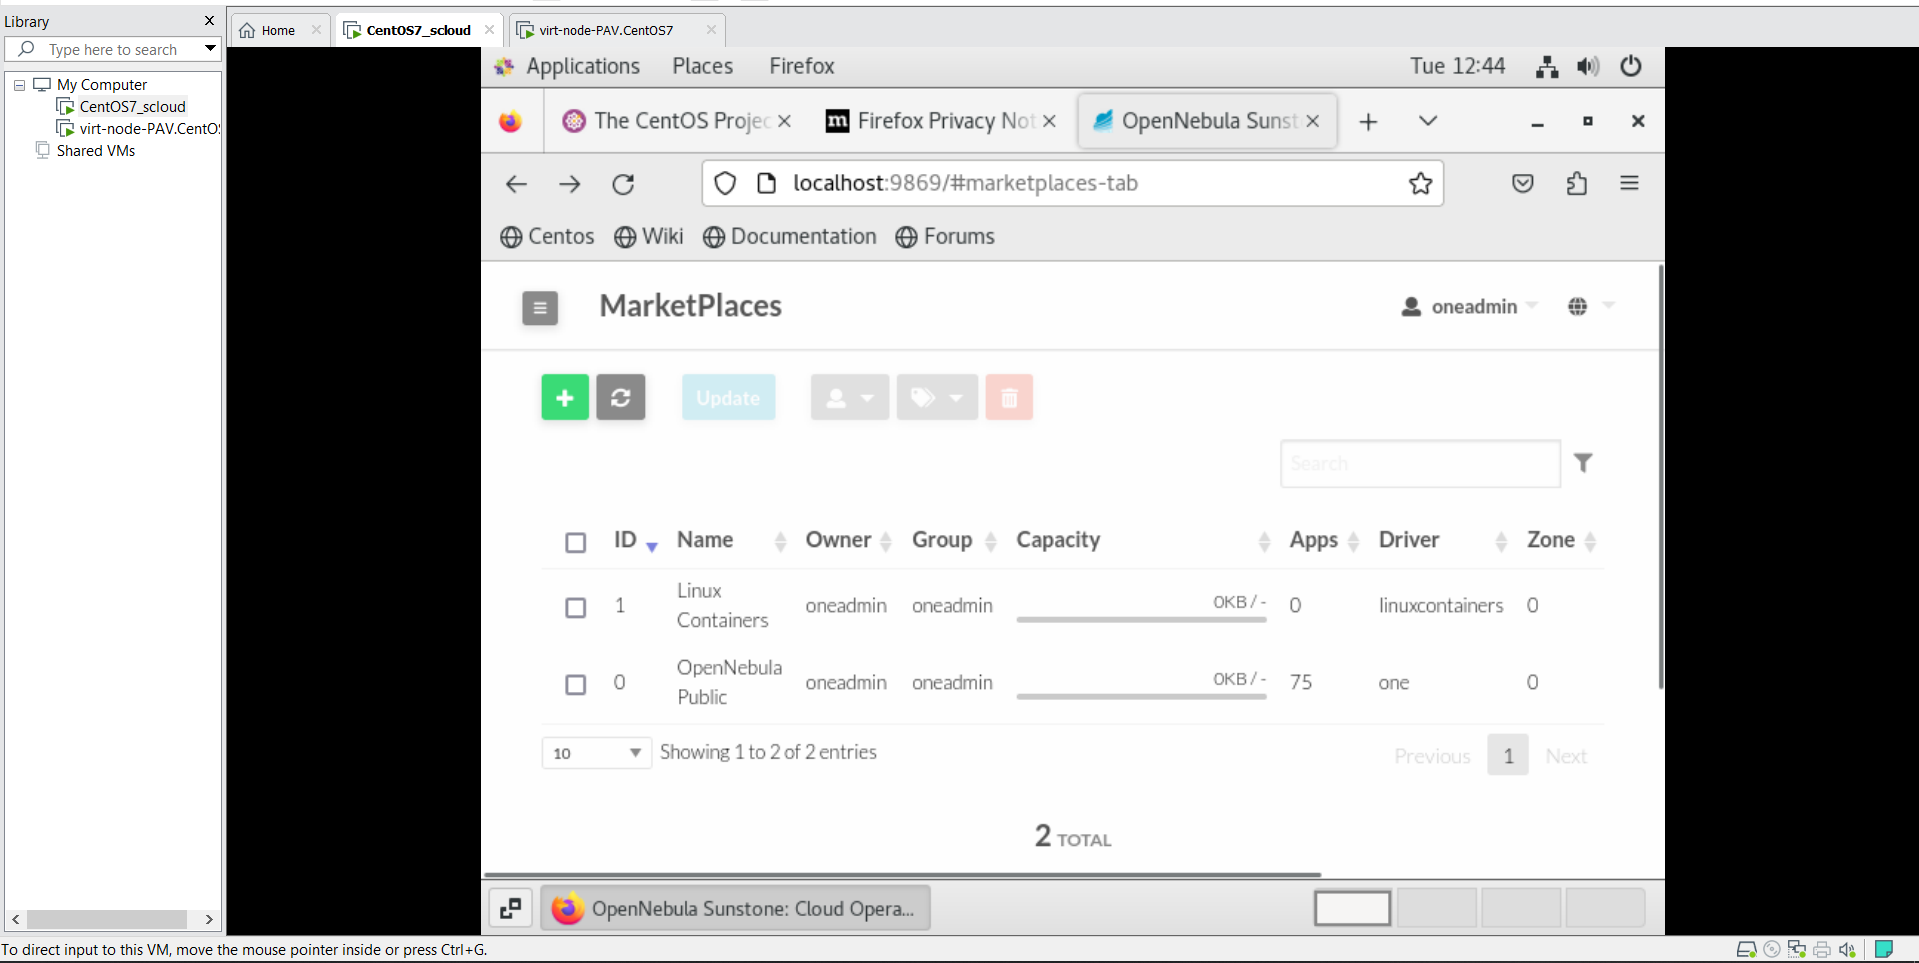 Library
Home
CentOS7_scloud
virt-node-PAV.CentOS7
Type here to search
My Computer
CentOS7_scloud
virt-node-PAV.CentO
Shared VMs
Applications Places Firefox Tue 12:44
The CentOS Projec
Firefox Privacy Not
OpenNebula Sunst
localhost:9869/#marketplaces-tab
Centos Wiki Documentation Forums
MarketPlaces
oneadmin
Update
Search
ID Name Owner Group Capacity Apps Driver Zone
1 Linux Containers oneadmin oneadmin 0KB / - 0 linuxcontainers 0
0 OpenNebula Public oneadmin oneadmin 0KB / - 75 one 0
10 Showing 1 to 2 of 2 entries Previous 1 Next
2 TOTAL
OpenNebula Sunstone: Cloud Opera...
To direct input to this VM, move the mouse pointer inside or press Ctrl+G.